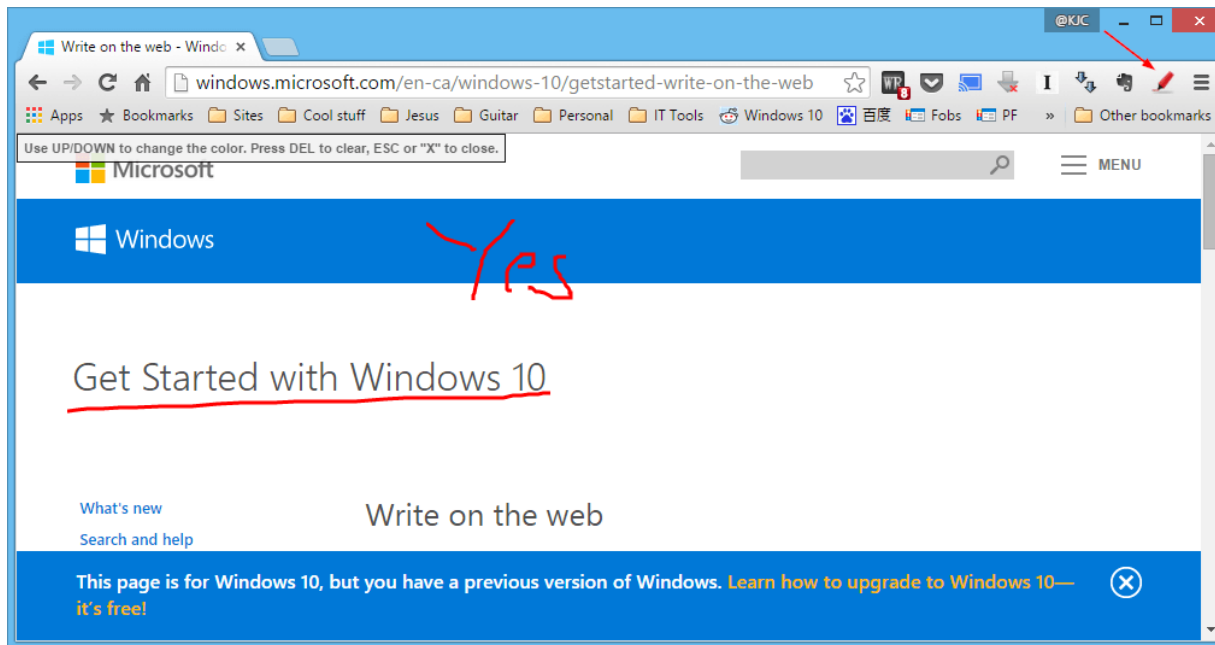 @KJC
Write on the web - Windo
windows.microsoft.com/en-ca/windows-10/getstarted-write-on-the-web
WR
8
I
Apps Bookmarks Sites Cool stuff Jesus Guitar Personal IT Tools Windows 10 百度 Fobs PF » Other bookmarks
Use UP/DOWN to change the color. Press DEL to clear, ESC or "X" to close.
Microsoft
MENU
Windows
Yes
Get Started with Windows 10
What's new
Write on the web
Search and help
This page is for Windows 10, but you have a previous version of Windows. Learn how to upgrade to Windows 10—
it's free!